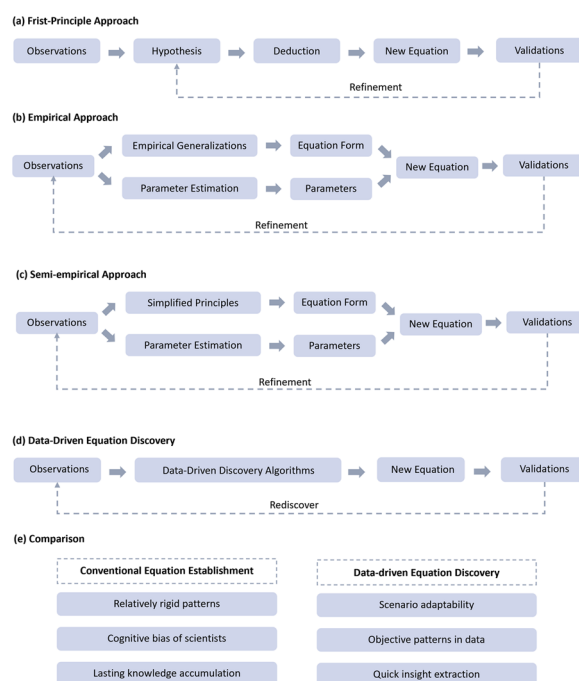 (a) Frist-Principle Approach
Observations Hypothesis Deduction New Equation Validations
Refinement
(b) Empirical Approach
Empirical Generalizations Equation Form
Observations New Equation Validations
Parameter Estimation Parameters
Refinement
(c) Semi-empirical Approach
Simplified Principles Equation Form
Observations New Equation Validations
Parameter Estimation Parameters
Refinement
(d) Data-Driven Equation Discovery
Observations Data-Driven Discovery Algorithms New Equation Validations
Rediscover
(e) Comparison
Conventional Equation Establishment Data-driven Equation Discovery
Relatively rigid patterns Scenario adaptability
Cognitive bias of scientists Objective patterns in data
Lasting knowledge accumulation Quick insight extraction